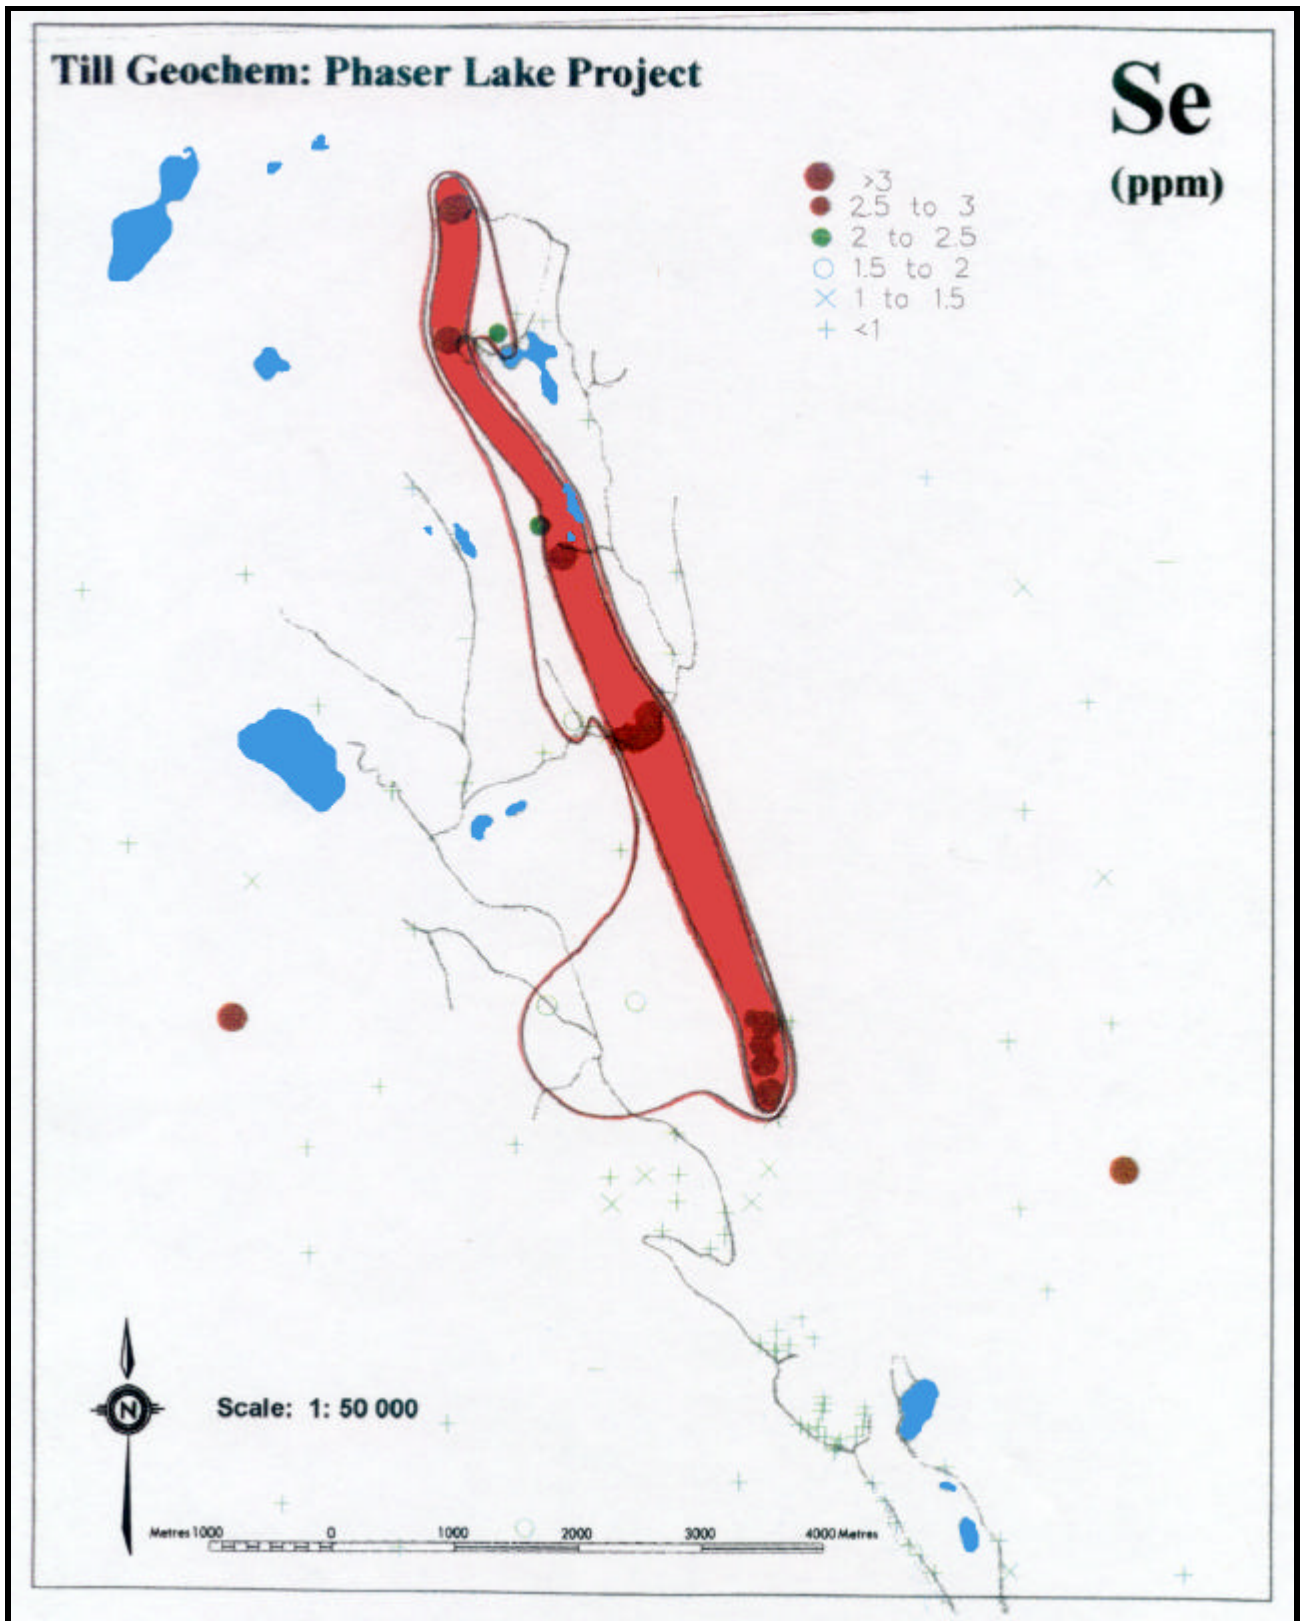 Till Geochem: Phaser Lake Project
Se
(ppm)
>3
2.5 to 3
2 to 2.5
1.5 to 2
1 to 1.5
<1
N
Scale: 1: 50 000
Metres 1000 0 1000 2000 3000 4000 Metres